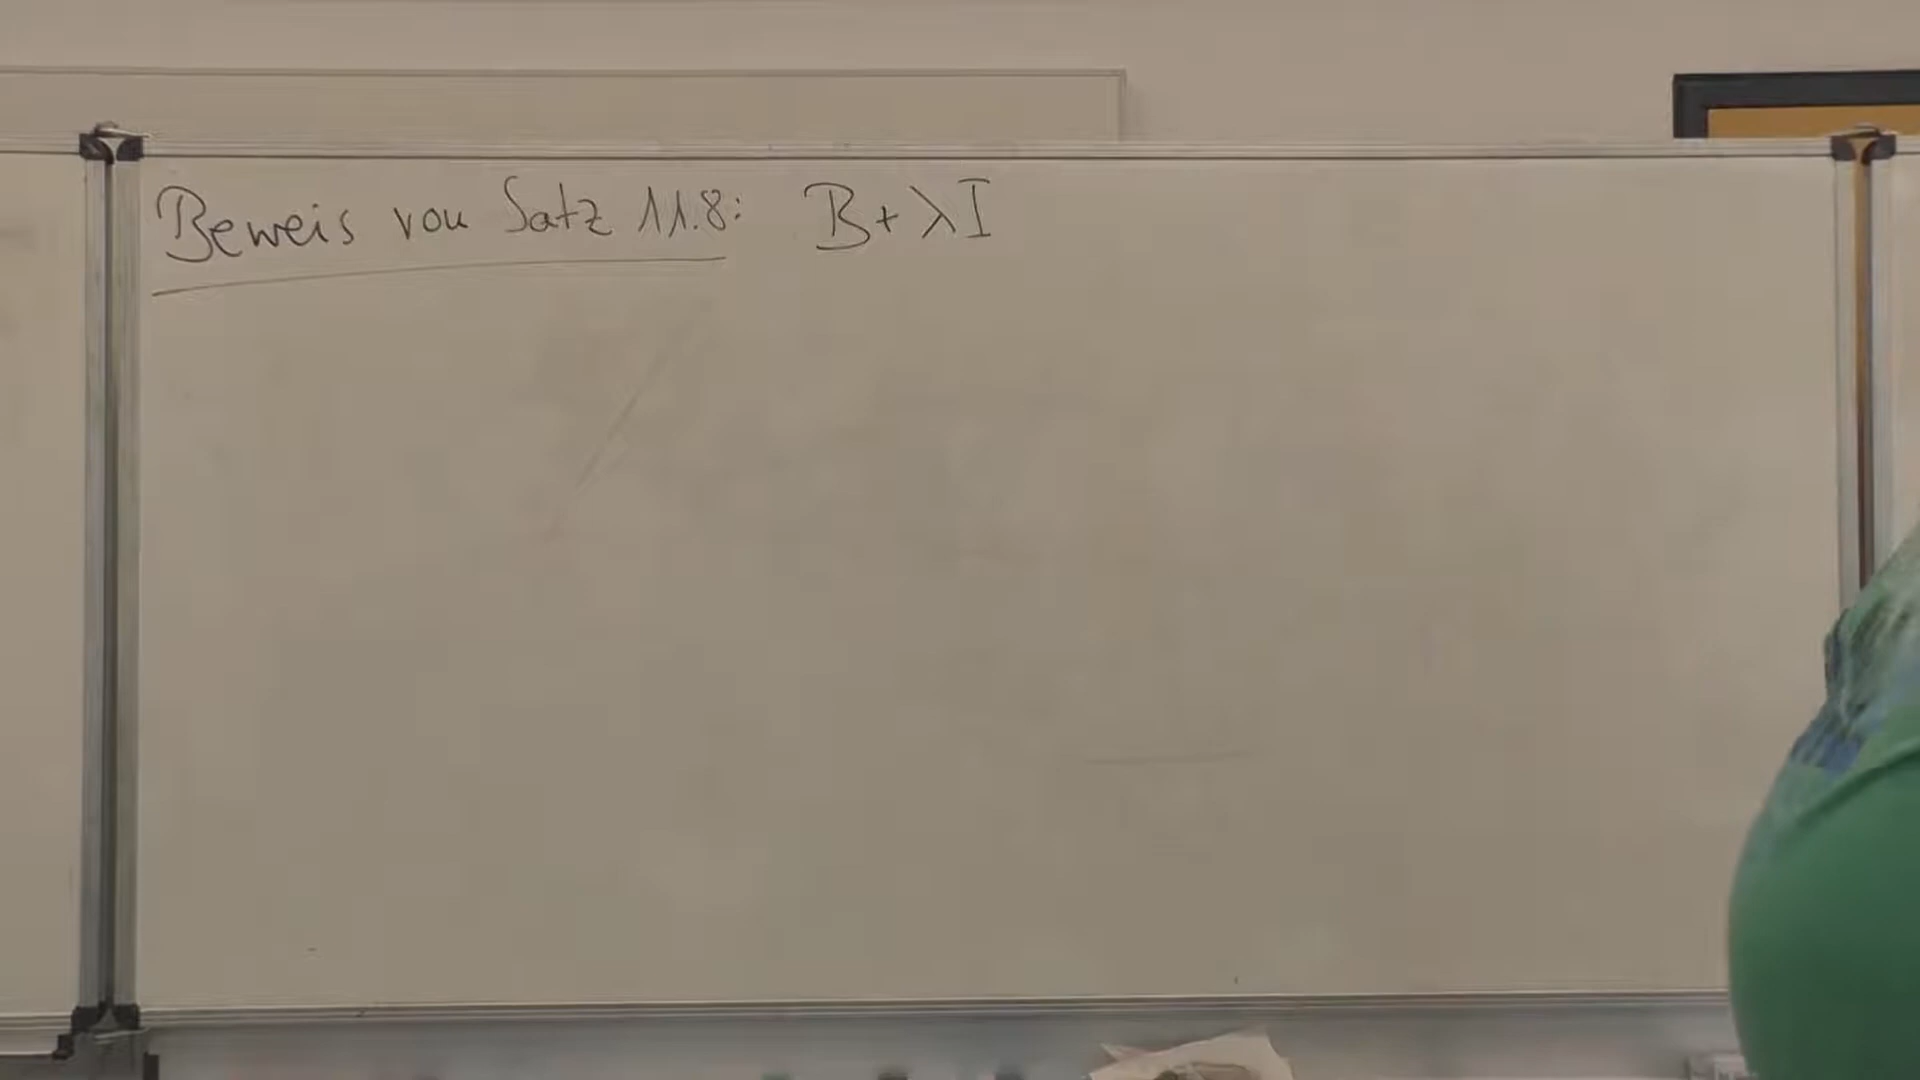 Beweis von Satz 11.8: B + λI